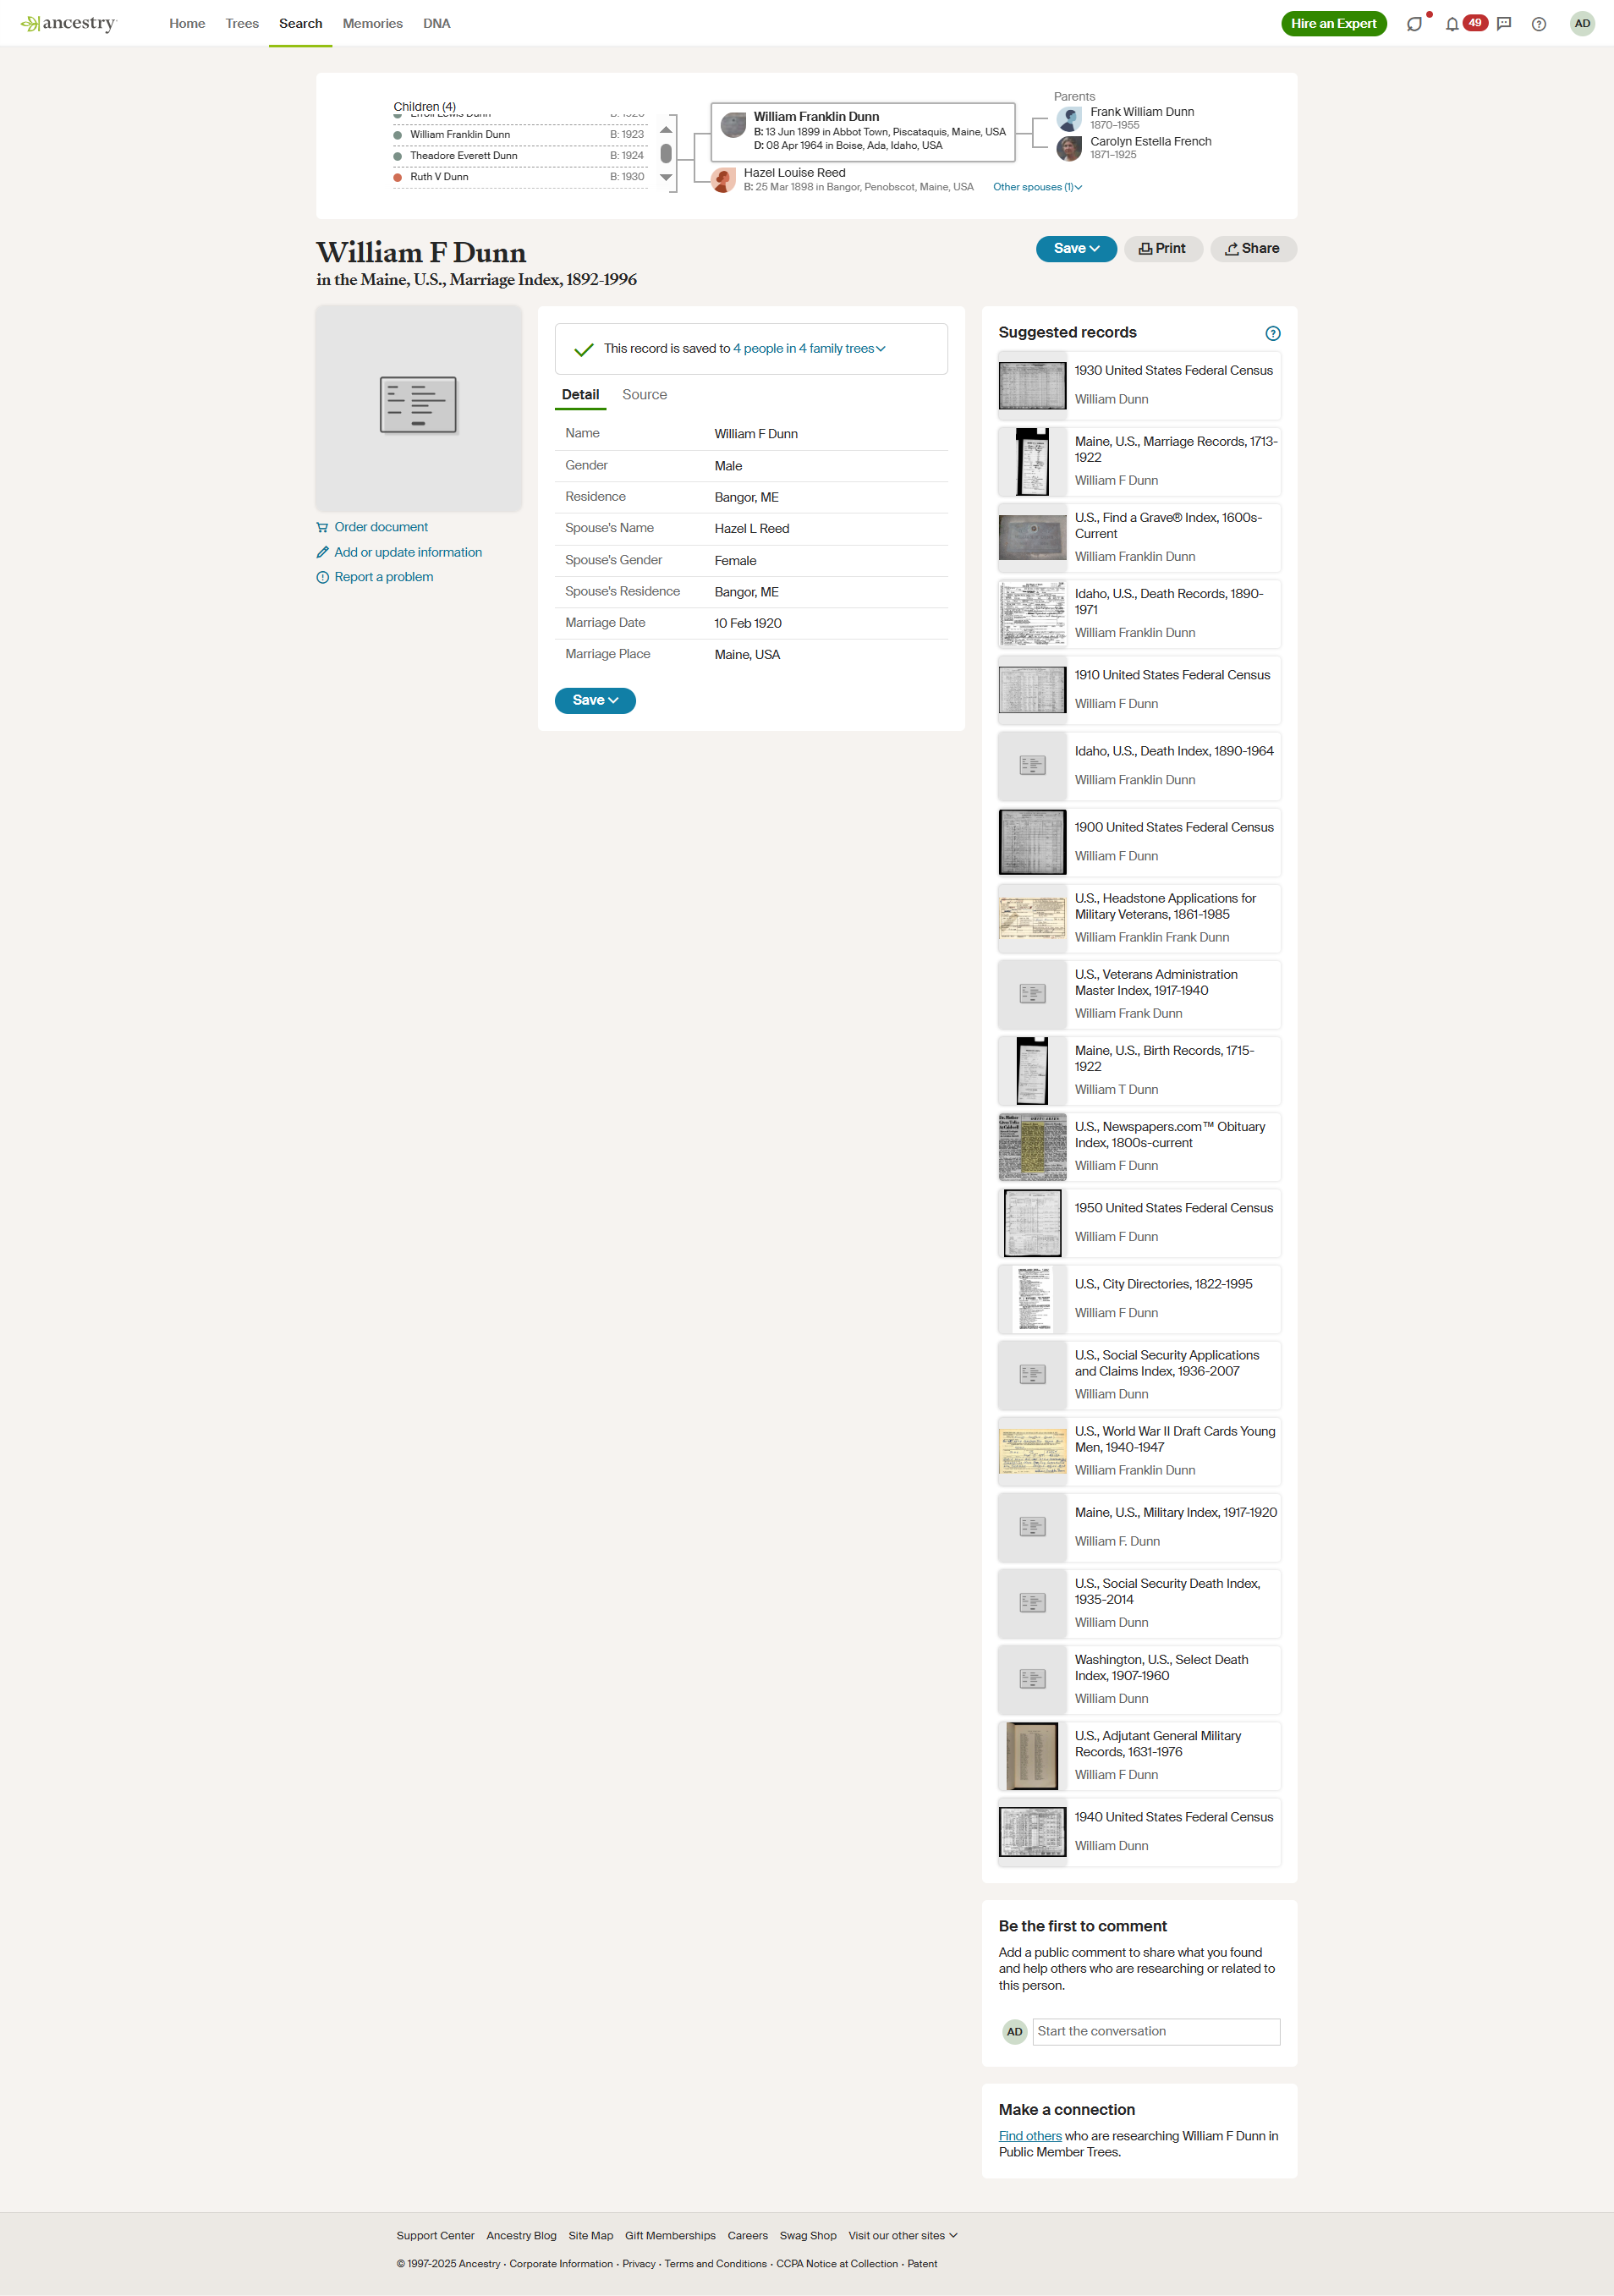 ancestry
Home Trees Search Memories DNA
Hire an Expert 49 AD
Children (4)
Erroll Lewis Dunn B: 1920
William Franklin Dunn B: 1923
Theadore Everett Dunn B: 1924
Ruth V Dunn B: 1930
William Franklin Dunn
B: 13 Jun 1899 in Abbot Town, Piscataquis, Maine, USA
D: 08 Apr 1964 in Boise, Ada, Idaho, USA
Hazel Louise Reed
B: 25 Mar 1898 in Bangor, Penobscot, Maine, USA
Other spouses (1)
Parents
Frank William Dunn
1870–1955
Carolyn Estella French
1871–1925
William F Dunn
in the Maine, U.S., Marriage Index, 1892-1996
Save Print Share
Order document
Add or update information
Report a problem
This record is saved to 4 people in 4 family trees
Detail Source
Name William F Dunn
Gender Male
Residence Bangor, ME
Spouse's Name Hazel L Reed
Spouse's Gender Female
Spouse's Residence Bangor, ME
Marriage Date 10 Feb 1920
Marriage Place Maine, USA
Save
Suggested records
1930 United States Federal Census
William Dunn
Maine, U.S., Marriage Records, 1713-
1922
William F Dunn
U.S., Find a Grave® Index, 1600s-
Current
William Franklin Dunn
Idaho, U.S., Death Records, 1890-
1971
William Franklin Dunn
1910 United States Federal Census
William F Dunn
Idaho, U.S., Death Index, 1890-1964
William Franklin Dunn
1900 United States Federal Census
William F Dunn
U.S., Headstone Applications for
Military Veterans, 1861-1985
William Franklin Frank Dunn
U.S., Veterans Administration
Master Index, 1917-1940
William Frank Dunn
Maine, U.S., Birth Records, 1715-
1922
William T Dunn
U.S., Newspapers.com™ Obituary
Index, 1800s-current
William F Dunn
1950 United States Federal Census
William F Dunn
U.S., City Directories, 1822-1995
William F Dunn
U.S., Social Security Applications
and Claims Index, 1936-2007
William Dunn
U.S., World War II Draft Cards Young
Men, 1940-1947
William Franklin Dunn
Maine, U.S., Military Index, 1917-1920
William F. Dunn
U.S., Social Security Death Index,
1935-2014
William Dunn
Washington, U.S., Select Death
Index, 1907-1960
William Dunn
U.S., Adjutant General Military
Records, 1631-1976
William F Dunn
1940 United States Federal Census
William Dunn
Be the first to comment
Add a public comment to share what you found
and help others who are researching or related to
this person.
AD Start the conversation
Make a connection
Find others who are researching William F Dunn in
Public Member Trees.
Support Center Ancestry Blog Site Map Gift Memberships Careers Swag Shop Visit our other sites
© 1997-2025 Ancestry · Corporate Information · Privacy · Terms and Conditions · CCPA Notice at Collection · Patent